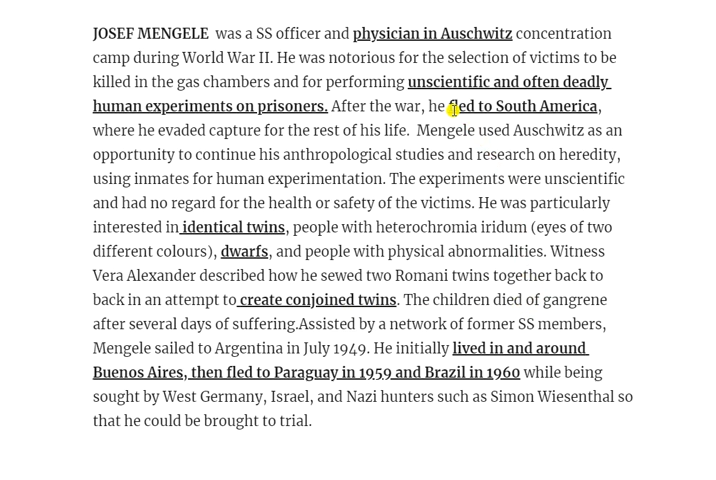 JOSEF MENGELE was a SS officer and physician in Auschwitz concentration
camp during World War II. He was notorious for the selection of victims to be
killed in the gas chambers and for performing unscientific and often deadly
human experiments on prisoners. After the war, he fled to South America,
where he evaded capture for the rest of his life. Mengele used Auschwitz as an
opportunity to continue his anthropological studies and research on heredity,
using inmates for human experimentation. The experiments were unscientific
and had no regard for the health or safety of the victims. He was particularly
interested in identical twins, people with heterochromia iridum (eyes of two
different colours), dwarfs, and people with physical abnormalities. Witness
Vera Alexander described how he sewed two Romani twins together back to
back in an attempt to create conjoined twins. The children died of gangrene
after several days of suffering.Assisted by a network of former SS members,
Mengele sailed to Argentina in July 1949. He initially lived in and around
Buenos Aires, then fled to Paraguay in 1959 and Brazil in 1960 while being
sought by West Germany, Israel, and Nazi hunters such as Simon Wiesenthal so
that he could be brought to trial.